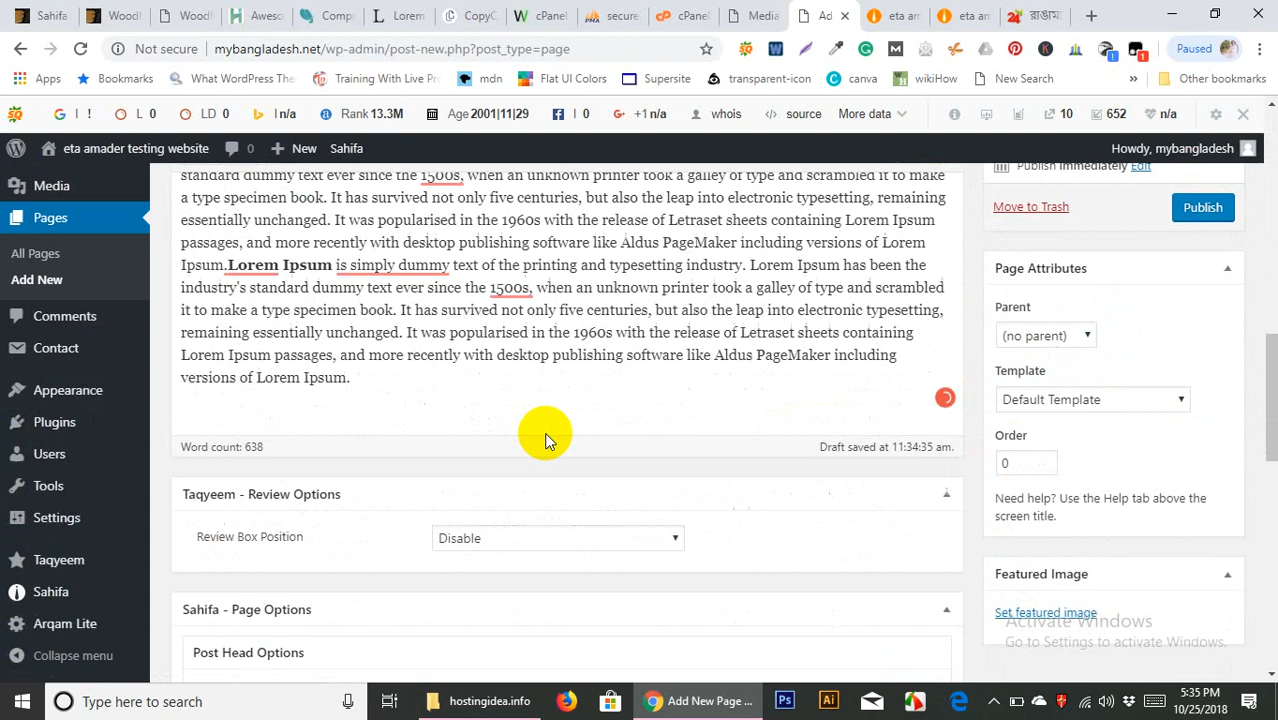 Sahifa
Woodl
Woodh
Aweso
Comp
Lorem
CopyC
cPanel
secure
cPanel
Media
Ad
eta am
eta am
রাঙামা
Not secure
mybangladesh.net/wp-admin/post-new.php?post_type=page
Paused
Apps
Bookmarks
What WordPress The...
Training With Live Pr...
mdn
Flat UI Colors
Supersite
transparent-icon
canva
wikiHow
New Search
»
Other bookmarks
I !
L 0
LD 0
I n/a
Rank 13.3M
Age 2001|11|29
I 0
+1 n/a
whois
source
More data
10
652
n/a
eta amader testing website
0
New
Sahifa
Howdy, mybangladesh
Media
Pages
All Pages
Add New
Comments
Contact
Appearance
Plugins
Users
Tools
Settings
Taqyeem
Sahifa
Arqam Lite
Collapse menu
standard dummy text ever since the 1500s, when an unknown printer took a galley of type and scrambled it to make
a type specimen book. It has survived not only five centuries, but also the leap into electronic typesetting, remaining
essentially unchanged. It was popularised in the 1960s with the release of Letraset sheets containing Lorem Ipsum
passages, and more recently with desktop publishing software like Aldus PageMaker including versions of Lorem
Ipsum.Lorem Ipsum is simply dummy text of the printing and typesetting industry. Lorem Ipsum has been the
industry's standard dummy text ever since the 1500s, when an unknown printer took a galley of type and scrambled
it to make a type specimen book. It has survived not only five centuries, but also the leap into electronic typesetting,
remaining essentially unchanged. It was popularised in the 1960s with the release of Letraset sheets containing
Lorem Ipsum passages, and more recently with desktop publishing software like Aldus PageMaker including
versions of Lorem Ipsum.
Word count: 638
Draft saved at 11:34:35 am.
Taqyeem - Review Options
Review Box Position
Disable
Sahifa - Page Options
Post Head Options
Publish immediately Edit
Move to Trash
Publish
Page Attributes
Parent
(no parent)
Template
Default Template
Order
0
Need help? Use the Help tab above the
screen title.
Featured Image
Set featured image
Activate Windows
Go to Settings to activate Windows.
Type here to search
hostingidea.info
Add New Page ...
Ps
Ai
5:35 PM
10/25/2018